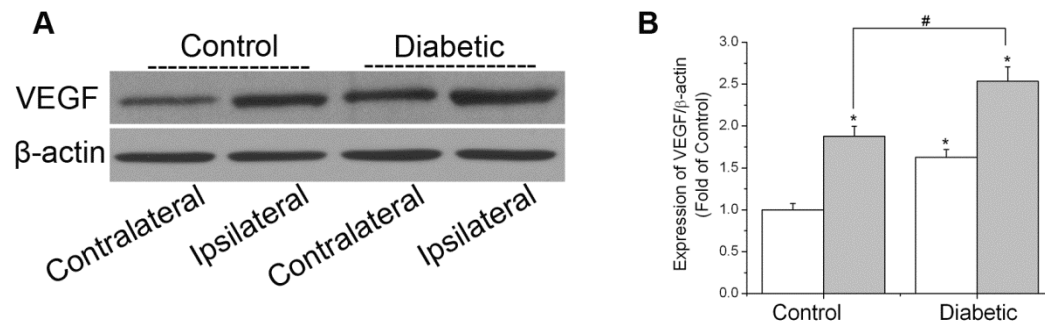 A
Control Diabetic
VEGF
β-actin
Contralateral Ipsilateral Contralateral Ipsilateral
B
Expression of VEGF/β-actin
(Fold of Control)
3.0
2.5
2.0
1.5
1.0
0.5
0.0
#
*
*
*
Control Diabetic